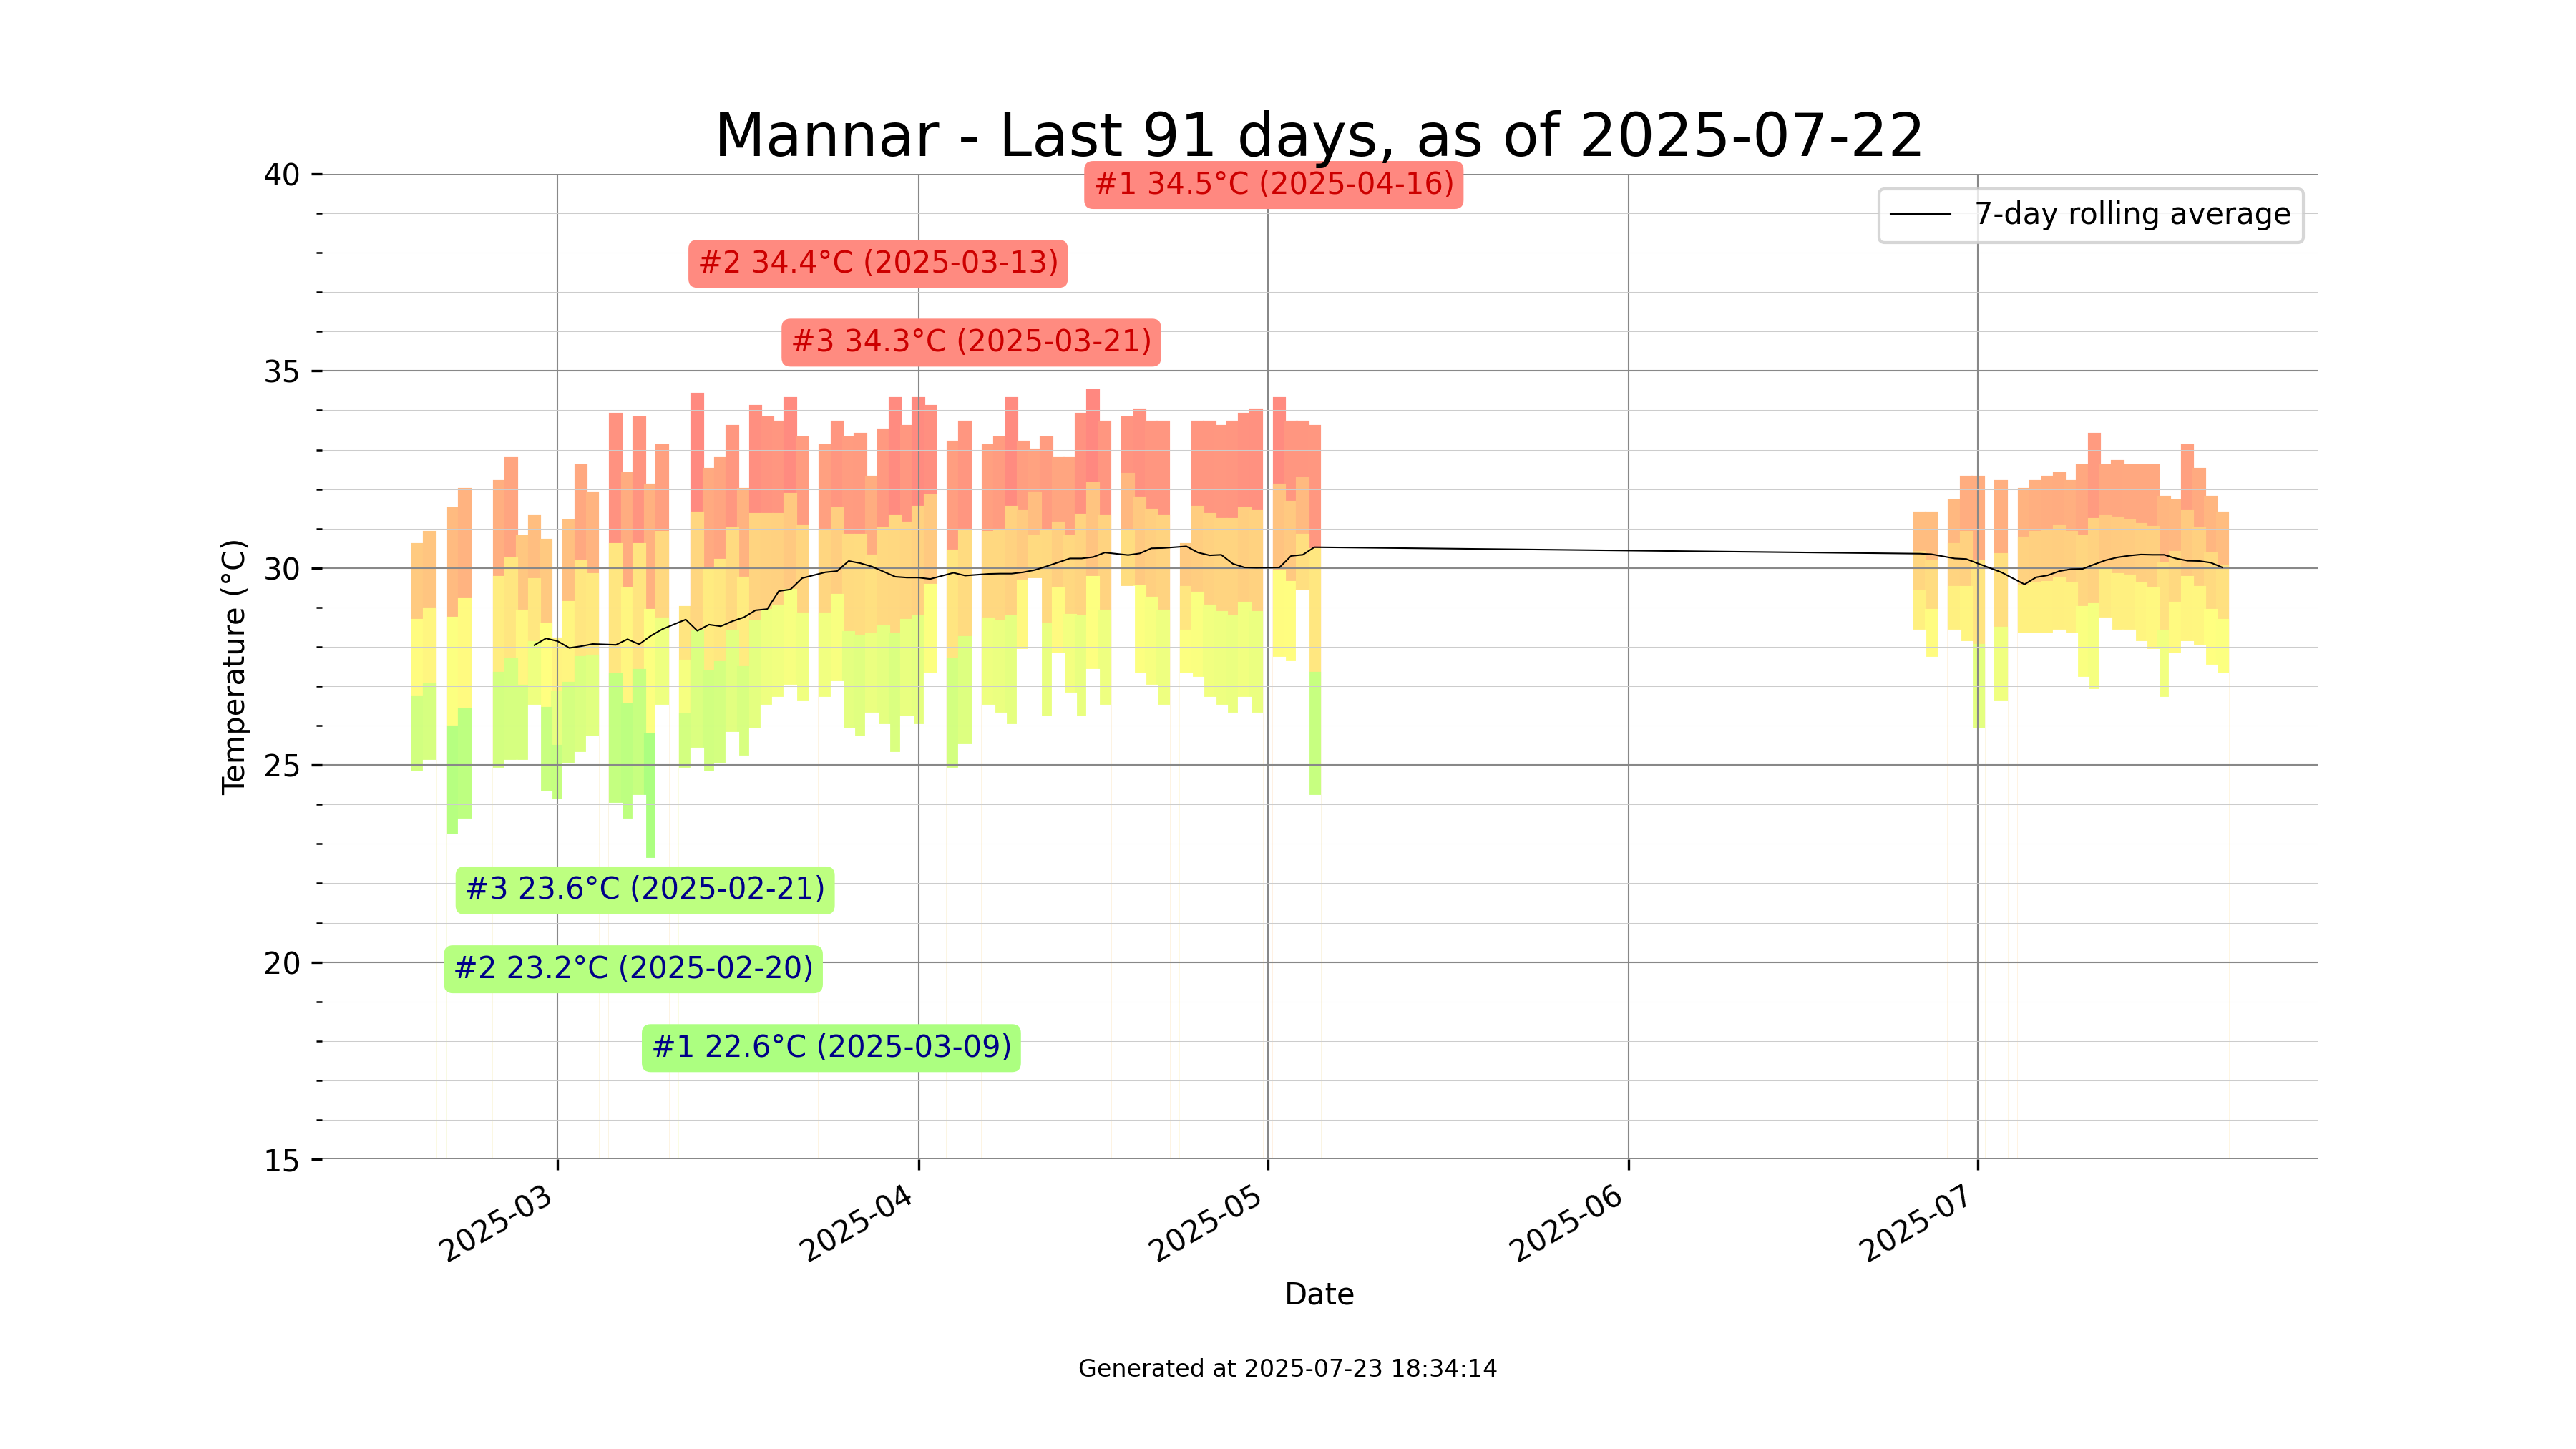 Mannar - Last 91 days, as of 2025-07-22
#1 34.5°C (2025-04-16)
7-day rolling average
#2 34.4°C (2025-03-13)
#3 34.3°C (2025-03-21)
#3 23.6°C (2025-02-21)
#2 23.2°C (2025-02-20)
#1 22.6°C (2025-03-09)
Temperature (°C)
40
35
30
25
20
15
2025-03
2025-04
2025-05
2025-06
2025-07
Date
Generated at 2025-07-23 18:34:14